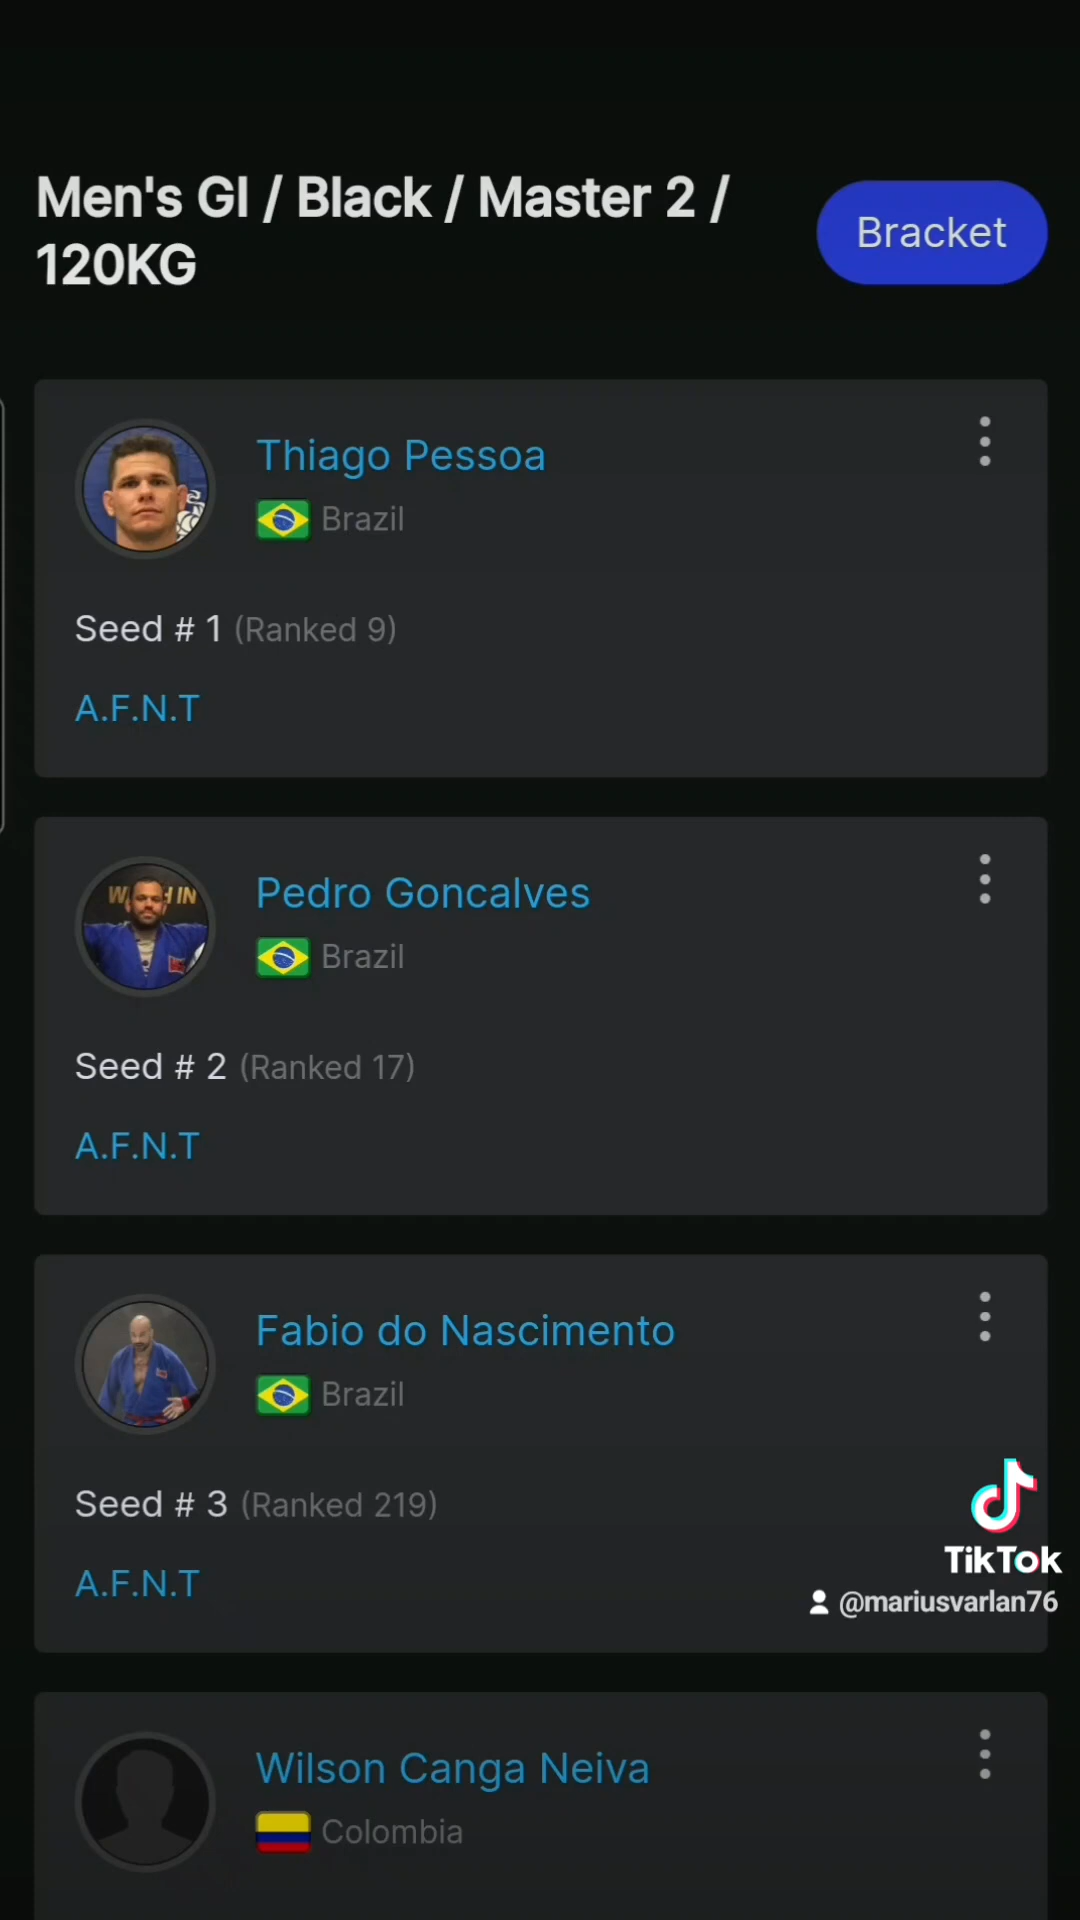 Men's GI / Black / Master 2 /
120KG
Bracket
Thiago Pessoa
Brazil
Seed # 1 (Ranked 9)
A.F.N.T
W IN
Pedro Goncalves
Brazil
Seed # 2 (Ranked 17)
A.F.N.T
Fabio do Nascimento
Brazil
Seed # 3 (Ranked 219)
A.F.N.T
TikTok
@mariusvarlan76
Wilson Canga Neiva
Colombia